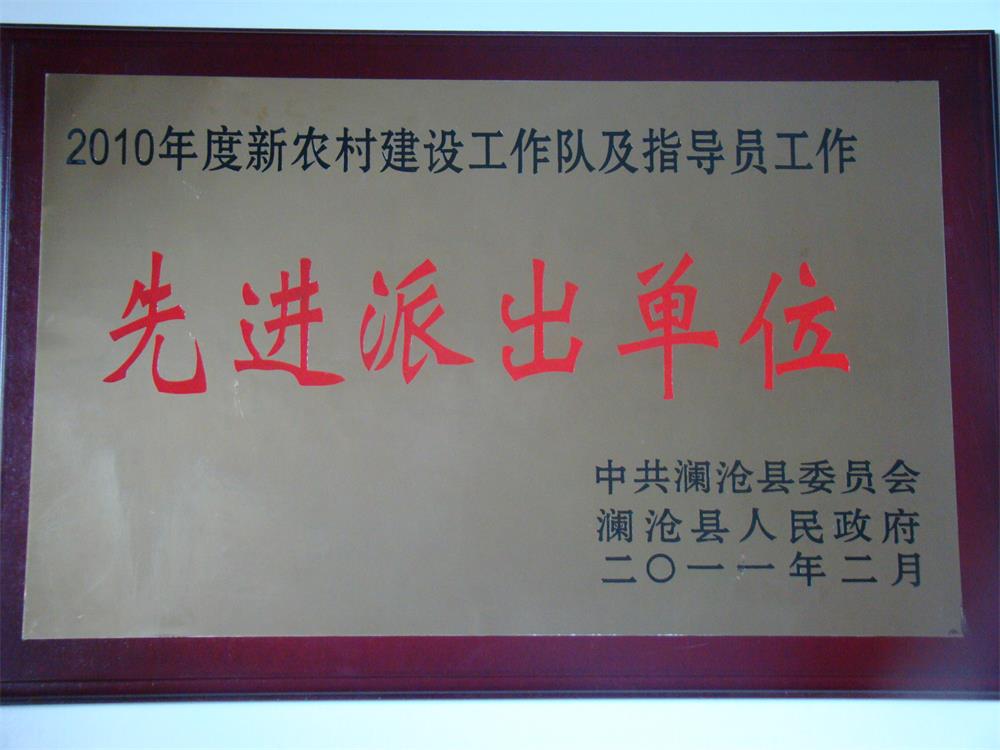 2010年度新农村建设工作队及指导员工作
先进派出单位
中共澜沧县委员会
澜沧县人民政府
二〇一一年二月